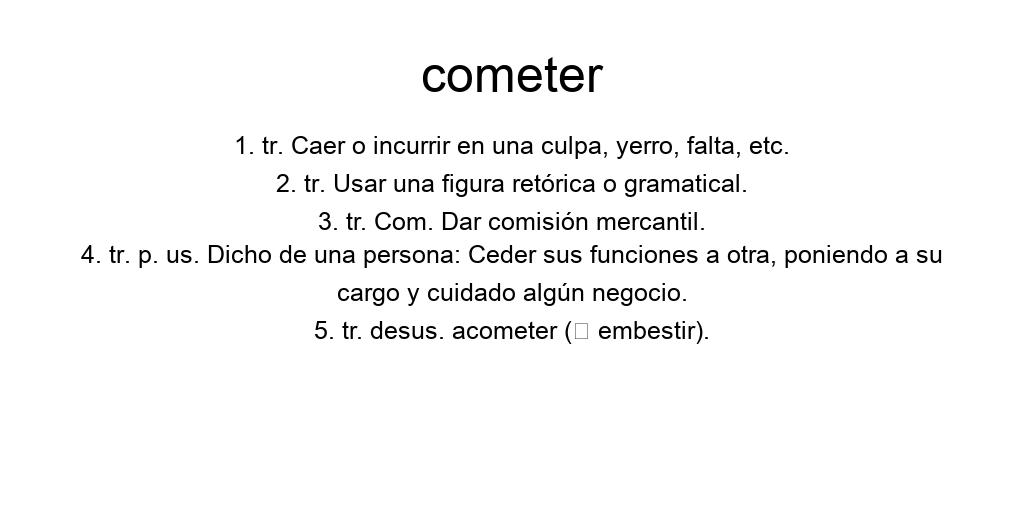 cometer
1. tr. Caer o incurrir en una culpa, yerro, falta, etc.
2. tr. Usar una figura retórica o gramatical.
3. tr. Com. Dar comisión mercantil.
4. tr. p. us. Dicho de una persona: Ceder sus funciones a otra, poniendo a su
cargo y cuidado algún negocio.
5. tr. desus. acometer (□ embestir).